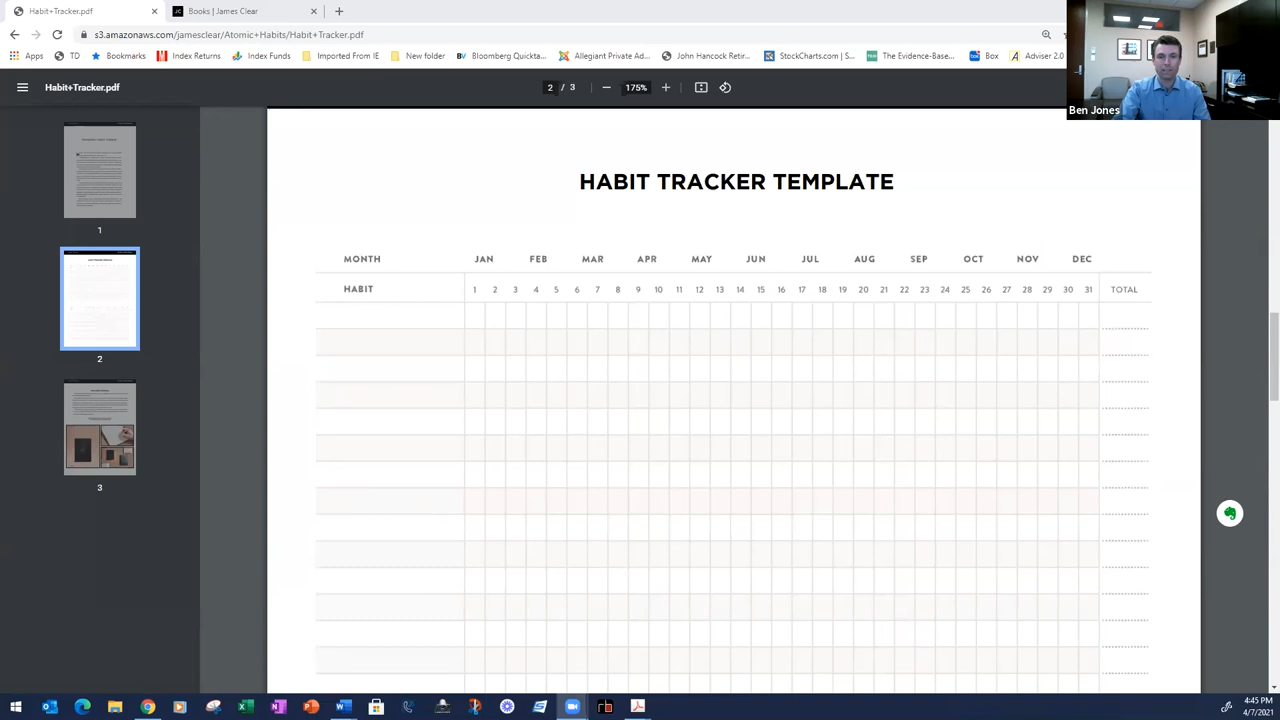 Habit+Tracker.pdf
Books | James Clear
s3.amazonaws.com/jamesclear/Atomic+Habits/Habit+Tracker.pdf
Apps
TD
Bookmarks
Index Returns
Index Funds
Imported From IE
New folder
Bloomberg Quickta...
Allegiant Private Ad...
John Hancock Retir...
StockCharts.com | S...
The Evidence-Base...
Box
Adviser 2.0
Ben Jones
Habit+Tracker.pdf
2 / 3
175%
1
2
3
HABIT TRACKER TEMPLATE
MONTH JAN FEB MAR APR MAY JUN JUL AUG SEP OCT NOV DEC
HABIT 1 2 3 4 5 6 7 8 9 10 11 12 13 14 15 16 17 18 19 20 21 22 23 24 25 26 27 28 29 30 31 TOTAL
4:45 PM
4/7/2021